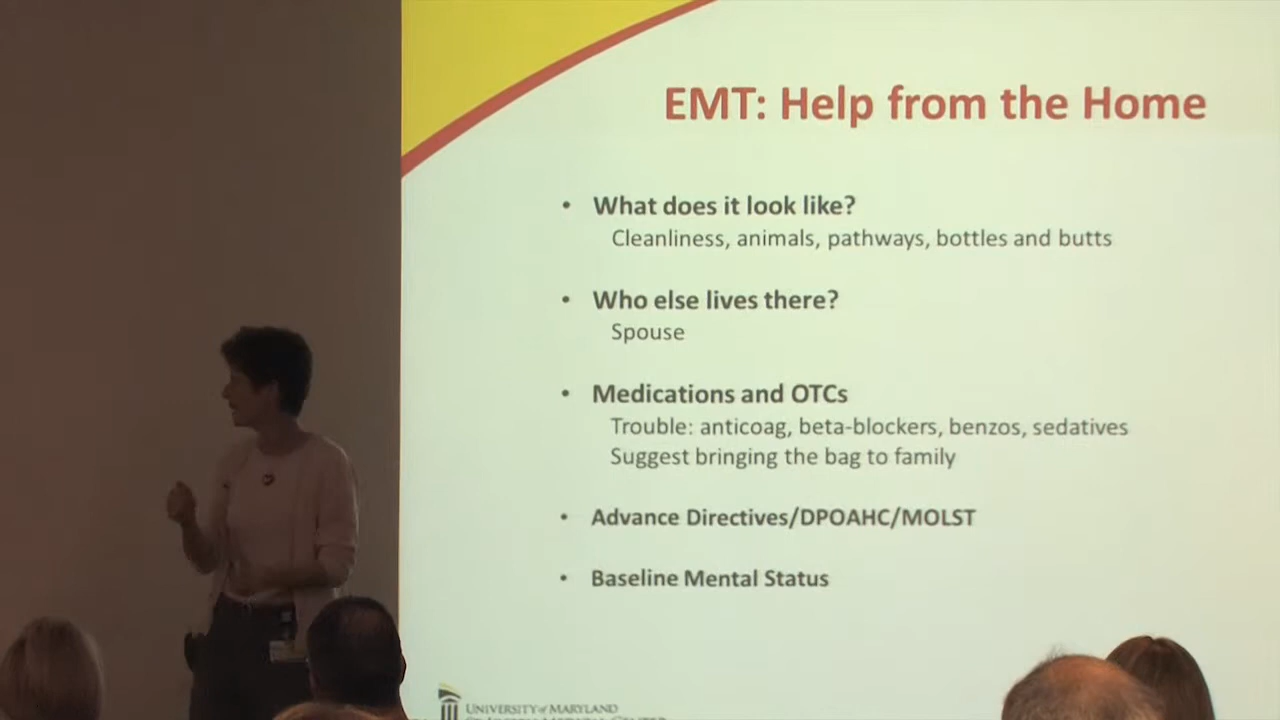 EMT: Help from the Home
• What does it look like?
Cleanliness, animals, pathways, bottles and butts
• Who else lives there?
Spouse
• Medications and OTCs
Trouble: anticoag, beta-blockers, benzos, sedatives
Suggest bringing the bag to family
• Advance Directives/DPOAHC/MOLST
• Baseline Mental Status
UNIVERSITY of MARYLAND